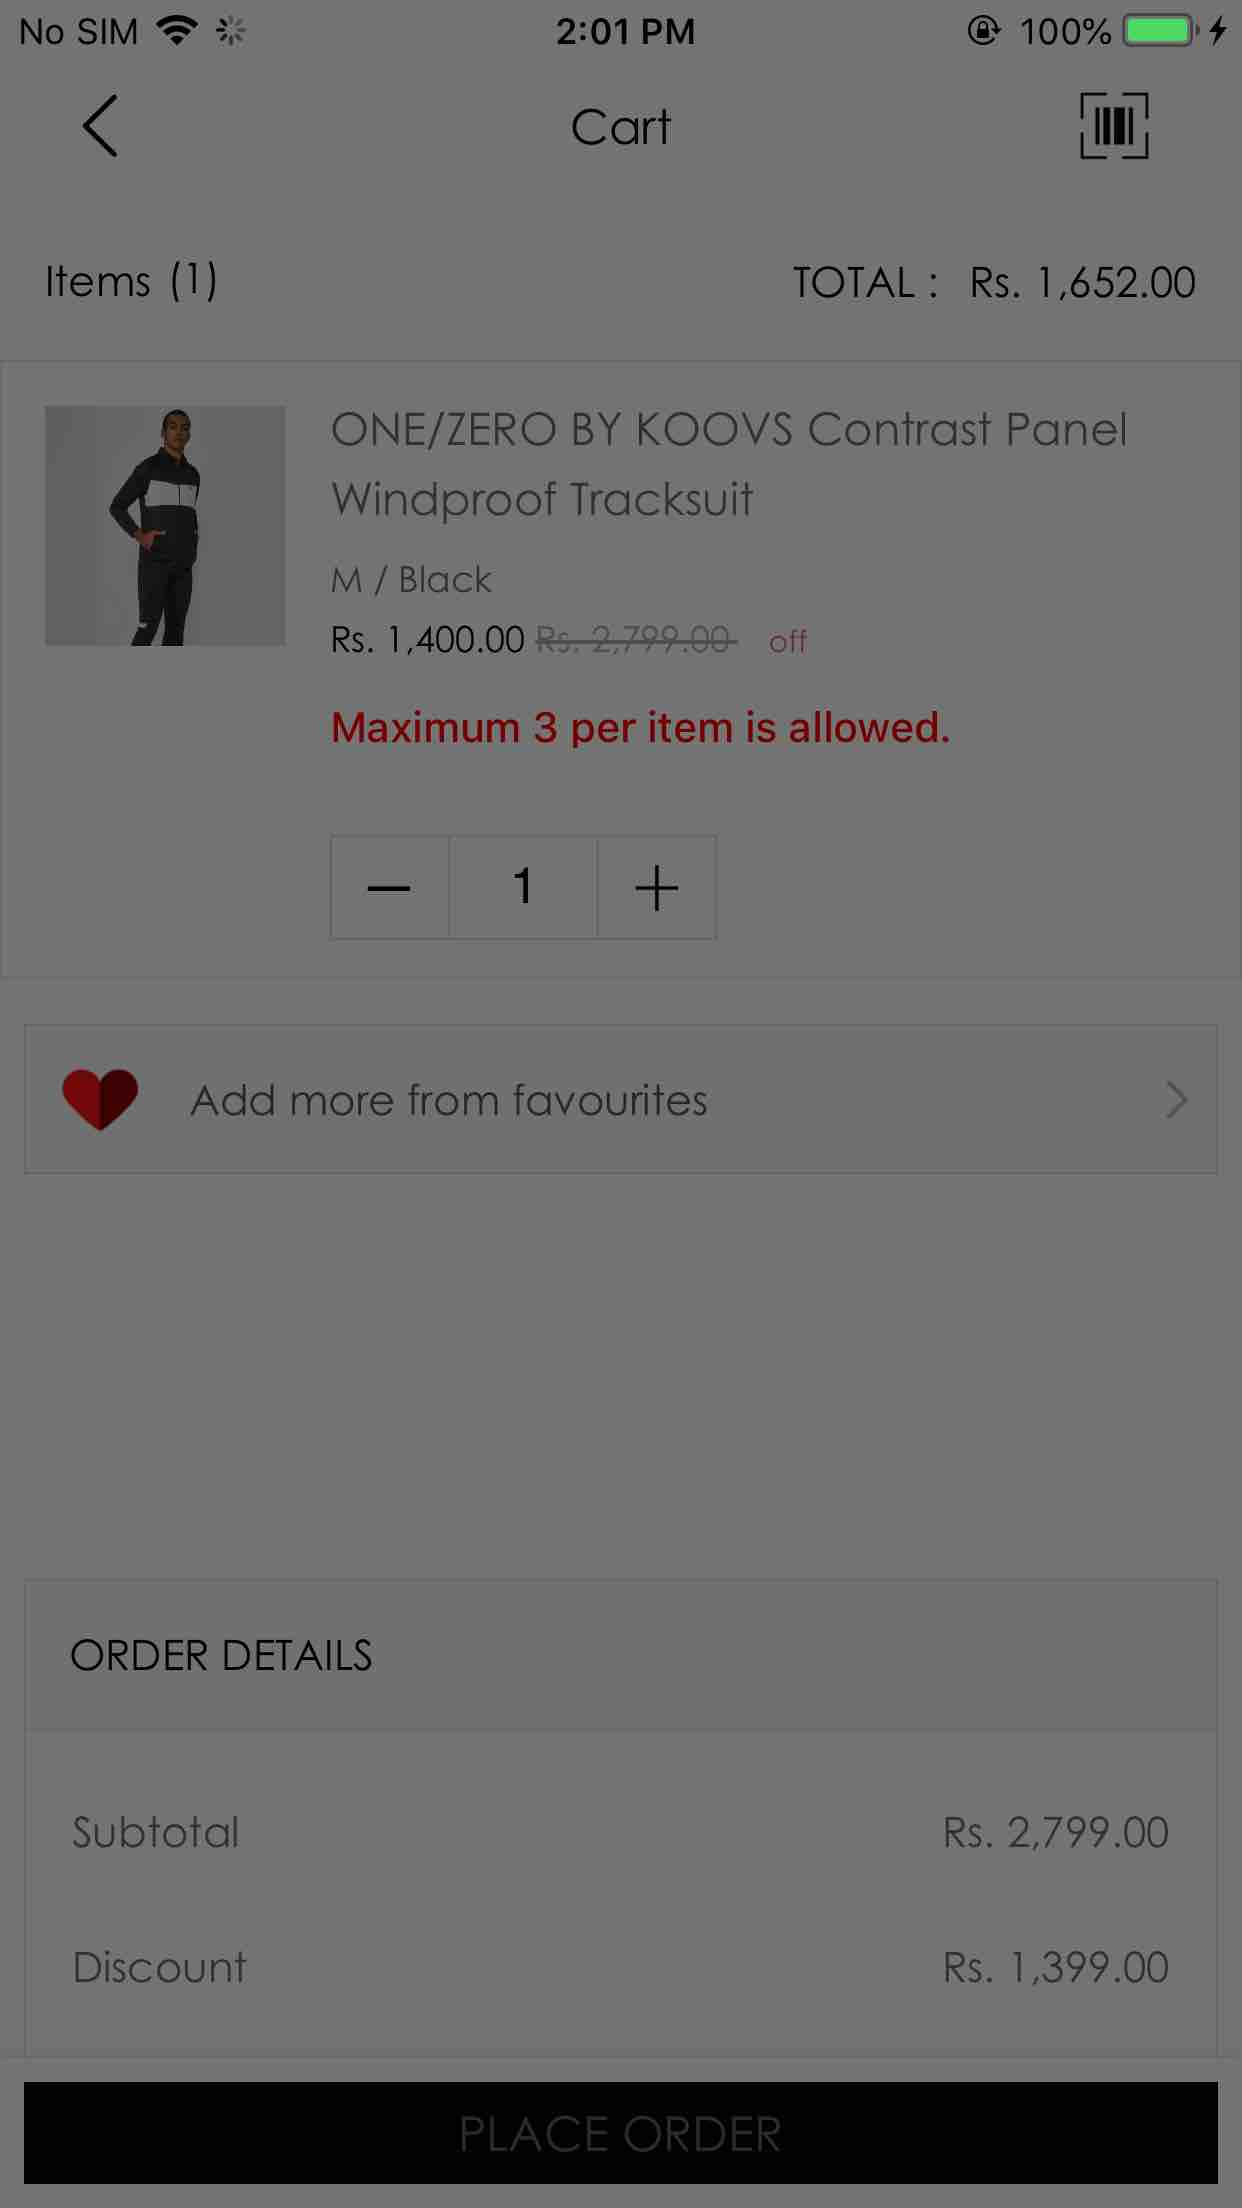 No SIM 2:01 PM 100%
Cart
Items (1) TOTAL : Rs. 1,652.00
ONE/ZERO BY KOOVS Contrast Panel
Windproof Tracksuit
M / Black
Rs. 1,400.00 Rs. 2,799.00 off
Maximum 3 per item is allowed.
1
Add more from favourites
ORDER DETAILS
Subtotal Rs. 2,799.00
Discount Rs. 1,399.00
PLACE ORDER